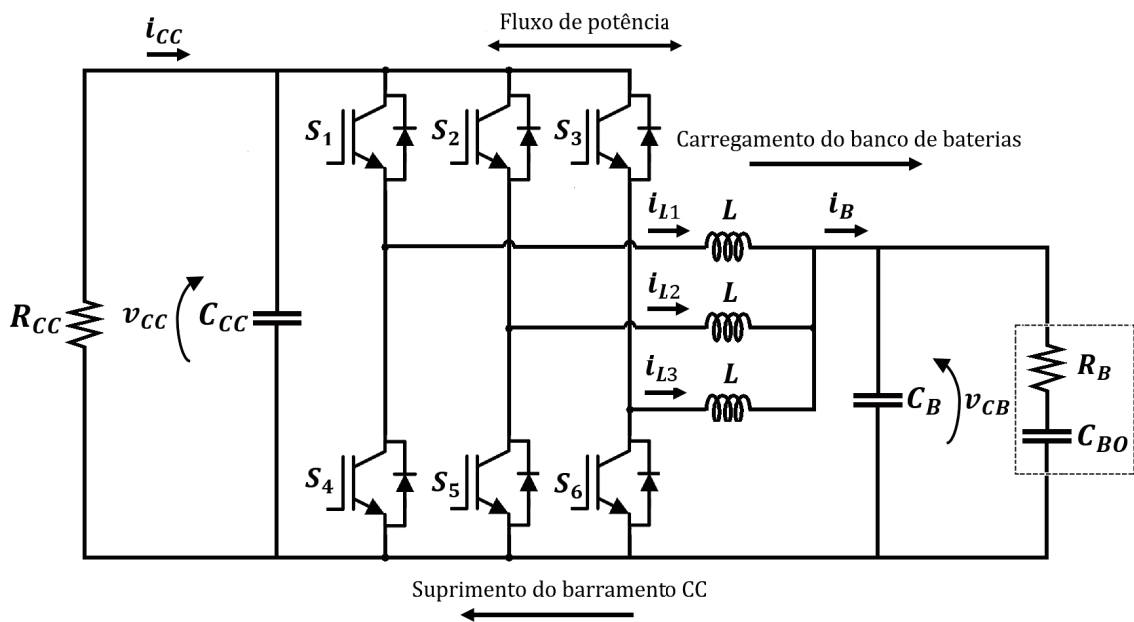 Fluxo de potência
i_CC
S_1
S_2
S_3
Carregamento do banco de baterias
i_L1
L
i_B
R_CC
v_CC
C_CC
i_L2
L
i_L3
L
C_B
v_CB
R_B
C_BO
S_4
S_5
S_6
Suprimento do barramento CC